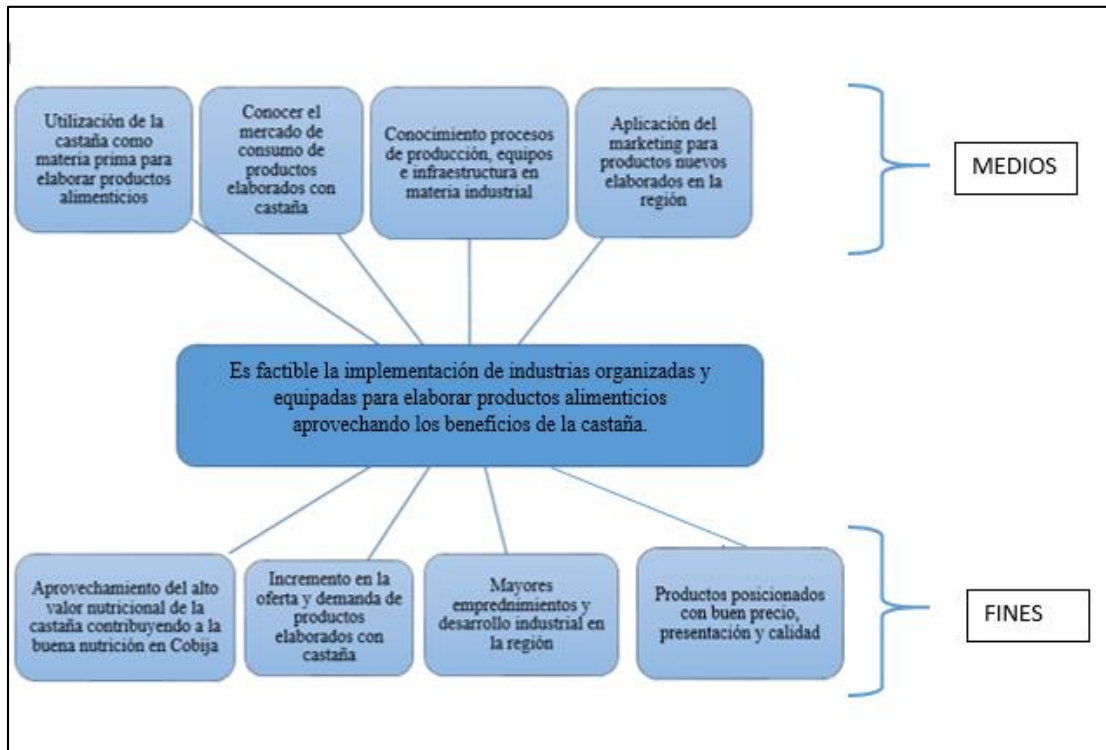 Utilización de la
castaña como
materia prima para
elaborar productos
alimenticios
Conocer el
mercado de
consumo de
productos
elaborados con
castaña
Conocimiento procesos
de producción, equipos
e infraestructura en
materia industrial
Aplicación del
marketing para
productos nuevos
elaborados en la
región
MEDIOS
Es factible la implementación de industrias organizadas y
equipadas para elaborar productos alimenticios
aprovechando los beneficios de la castaña.
Aprovechamiento del alto
valor nutricional de la
castaña contribuyendo a la
buena nutrición en Cobija
Incremento en la
oferta y demanda de
productos
elaborados con
castaña
Mayores
emprednimientos y
desarrollo industrial en
la región
Productos posicionados
con buen precio,
presentación y calidad
FINES